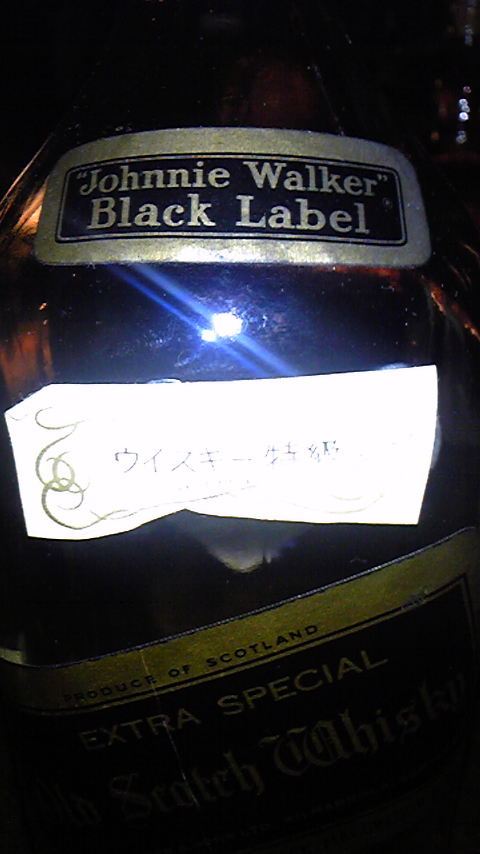 "Johnnie Walker"®
Black Label
ウイスキー特級
PRODUCE OF SCOTLAND
EXTRA SPECIAL
Old Scotch Whisky